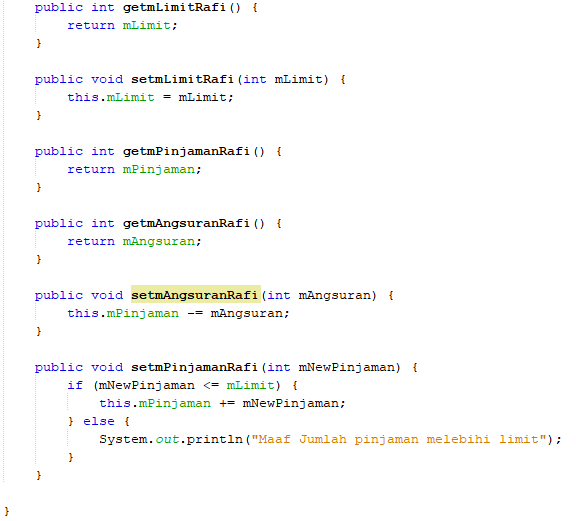 public int getmLimitRafi() {
return mLimit;
}
public void setmLimitRafi(int mLimit) {
this.mLimit = mLimit;
}
public int getmPinjamanRafi() {
return mPinjaman;
}
public int getmAngsuranRafi() {
return mAngsuran;
}
public void setmAngsuranRafi(int mAngsuran) {
this.mPinjaman -= mAngsuran;
}
public void setmPinjamanRafi(int mNewPinjaman) {
if (mNewPinjaman <= mLimit) {
this.mPinjaman += mNewPinjaman;
} else {
System.out.println("Maaf Jumlah pinjaman melebihi limit");
}
}
}